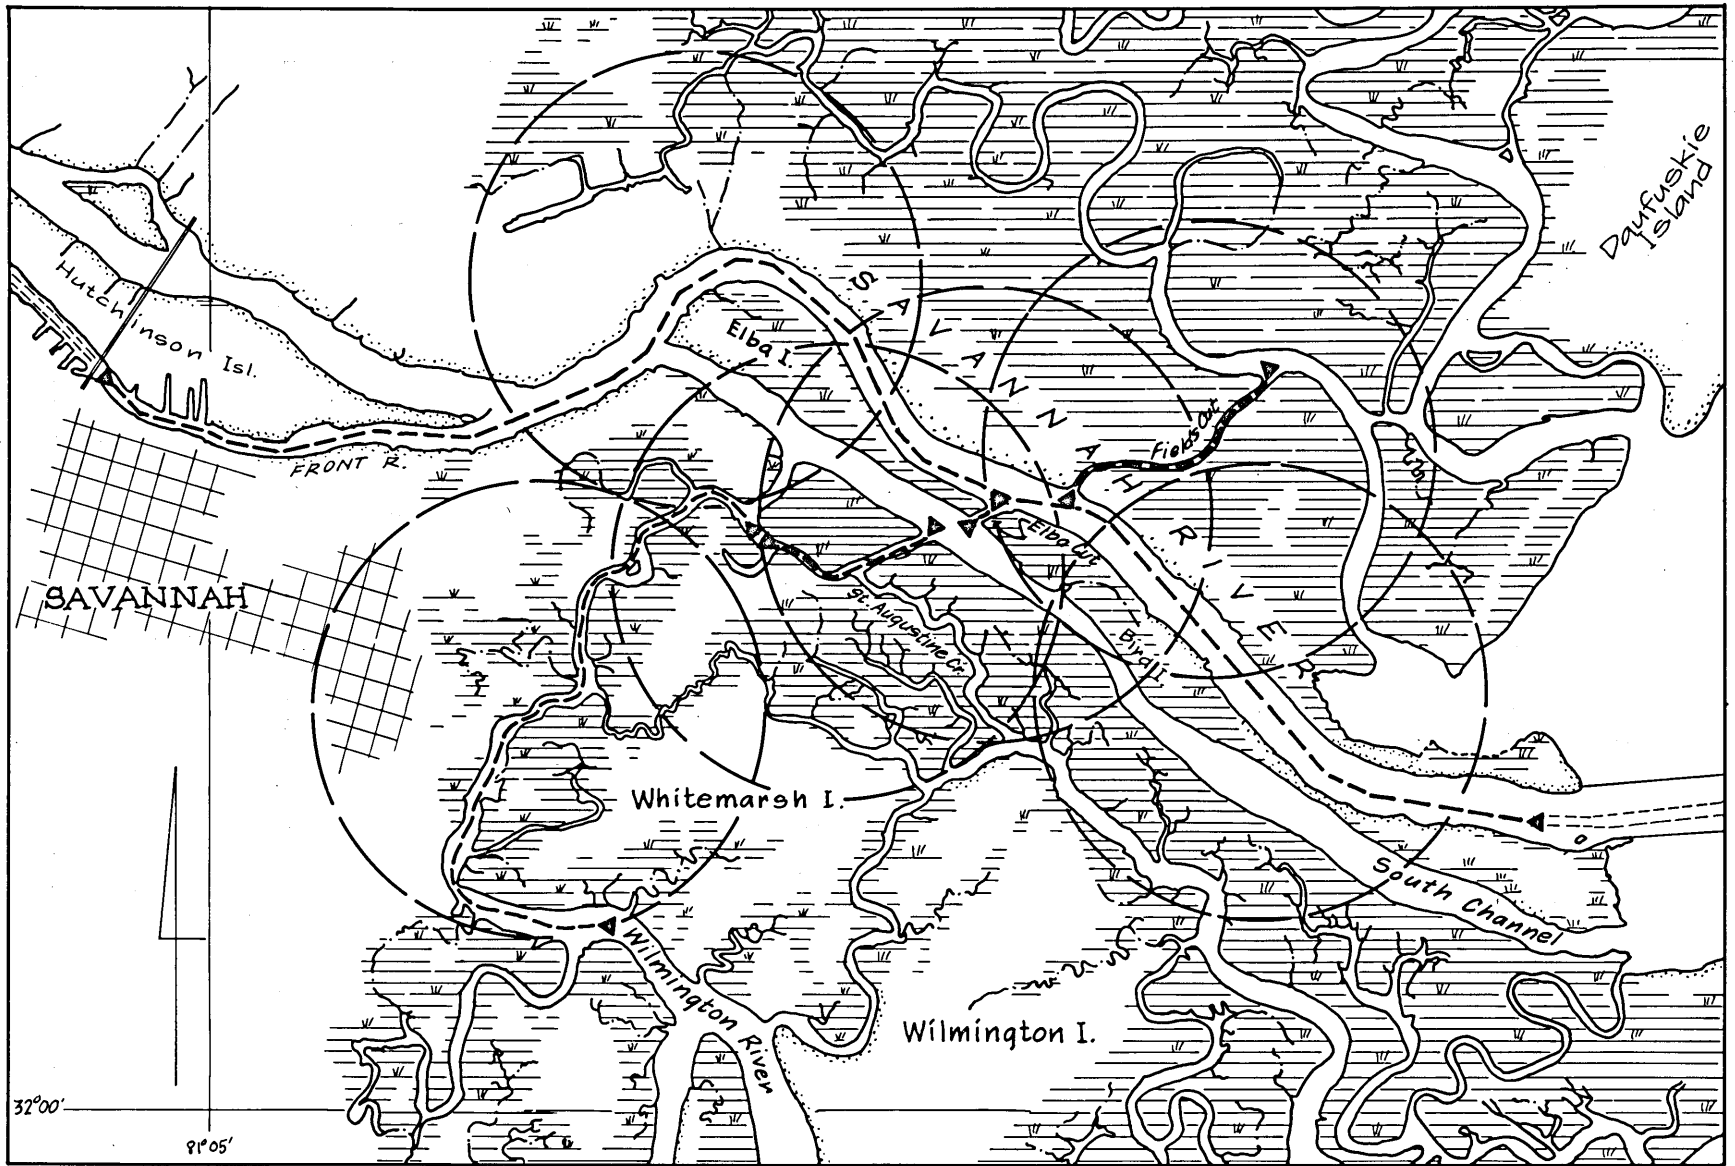 Daufuskie
Island
Hutchinson Isl.
SAVANNAH RIVER
Elba I.
Fields Cut
FRONT R.
Elba Cut
SAVANNAH
St. Augustine Cr.
Bird I.
Whitemarsh I.
South Channel
Wilmington River
Wilmington I.
32°00'
81°05'